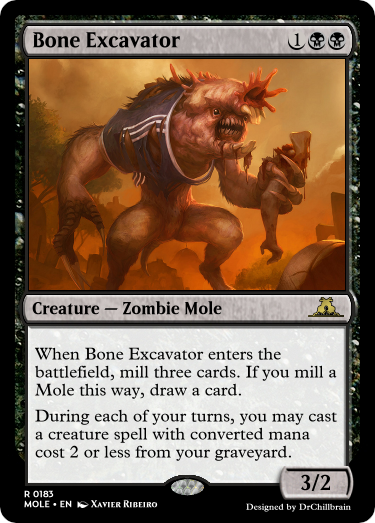 Bone Excavator 1
Creature — Zombie Mole
When Bone Excavator enters the
battlefield, mill three cards. If you mill a
Mole this way, draw a card.
During each of your turns, you may cast
a creature spell with converted mana
cost 2 or less from your graveyard.
3/2
R 0183
MOLE • EN Xavier Ribeiro
Designed by DrChillbrain